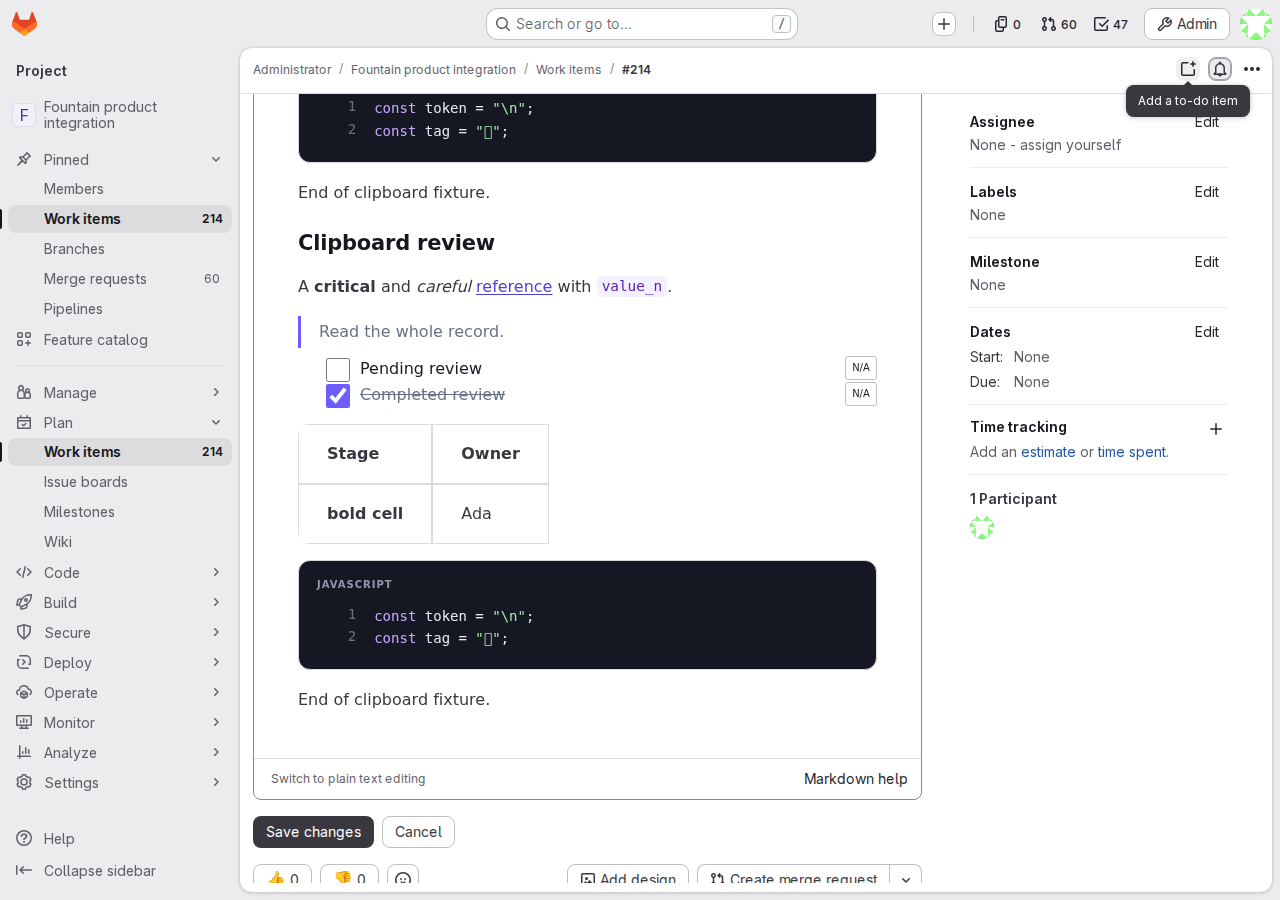 Search or go to...
/
0
60
47
Admin
Project
F
Fountain product integration
Pinned
Members
Work items 214
Branches
Merge requests 60
Pipelines
Feature catalog
Manage
Plan
Work items 214
Issue boards
Milestones
Wiki
Code
Build
Secure
Deploy
Operate
Monitor
Analyze
Settings
Help
Collapse sidebar
Administrator / Fountain product integration / Work items / #214
Add a to-do item
1 const token = "\n";
2 const tag = "▯";
End of clipboard fixture.
Clipboard review
A critical and careful reference with value_n.
Read the whole record.
Pending review N/A
Completed review N/A
Stage Owner
bold cell Ada
JAVASCRIPT
1 const token = "\n";
2 const tag = "▯";
End of clipboard fixture.
Switch to plain text editing
Markdown help
Save changes
Cancel
👍 0
👎 0
Add design
Create merge request
Assignee Edit
None - assign yourself
Labels Edit
None
Milestone Edit
None
Dates Edit
Start: None
Due: None
Time tracking
Add an estimate or time spent.
1 Participant